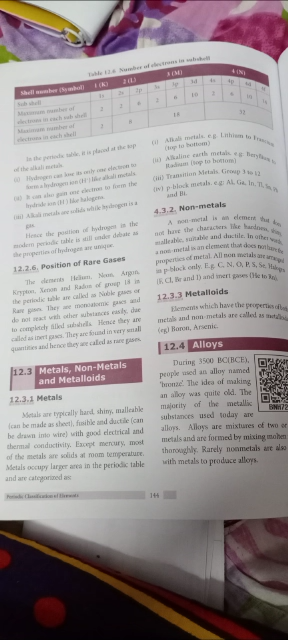 Table 12.8 Number of electrons in subshell
Shell number (Symbol) 1 (K) 2 (L) 3 (M) 4 (N)
Sub shell 1s 2s 2p 3s 3p 3d 4s 4p 4d 4f
Maximum number of
electrons in each sub shell 2 2 6 2 6 10 2 6 10
Maximum number of
electrons in each shell 2 8 18 32
In the periodic table, it is placed at the top
of the alkali metals.
(i) Hydrogen can lose its only one electron to
form a hydrogen ion (H+) like alkali metals.
(ii) It can also gain one electron to form the
hydride ion (H-) like halogens.
(iii) Alkali metals are solids while hydrogen is a
gas.
Hence the position of hydrogen in the
modern periodic table is still under debate as
the properties of hydrogen are unique.
12.2.6. Position of Rare Gases
The elements Helium, Neon, Argon,
Krypton, Xenon and Radon of group 18 in
the periodic table are called as Noble gases or
Rare gases. They are monoatomic gases and
do not react with other substances easily, due
to completely filled subshells. Hence they are
called as inert gases. They are found in very small
quantities and hence they are called as rare gases.
12.3 Metals, Non-Metals
and Metalloids
12.3.1 Metals
Metals are typically hard, shiny, malleable
(can be made as sheet), fusible and ductile (can
be drawn into wire) with good electrical and
thermal conductivity. Except mercury, most
of the metals are solids at room temperature.
Metals occupy larger area in the periodic table
and are categorized as:
(i) Alkali metals. e.g. Lithium to Francium
(top to bottom)
(ii) Alkaline earth metals. e.g. Beryllium to
Radium (top to bottom)
(iii) Transition Metals. Group 3 to 12
(iv) p-block metals. e.g: Al, Ga, In, Tl, Sn, Pb
and Bi.
4.3.2. Non-metals
A non-metal is an element that does
not have the characters like hardness, shiny,
malleable, suitable and ductile. In other words,
a non-metal is an element that does not have the
properties of metal. All non metals are arranged
in p-block only. E.g. C, N, O, P, S, Se, Halogens
(F, Cl, Br and I) and inert gases (He to Rn).
12.3.3 Metalloids
Elements which have the properties of both
metals and non-metals are called as metalloids.
(eg) Boron, Arsenic.
12.4 Alloys
During 3500 BC(BCE),
people used an alloy named
'bronze'. The idea of making
an alloy was quite old. The
majority of the metallic
substances used today are
alloys. Alloys are mixtures of two or
metals and are formed by mixing molten
thoroughly. Rarely nonmetals are also
with metals to produce alloys.
Periodic Classification of Elements 144